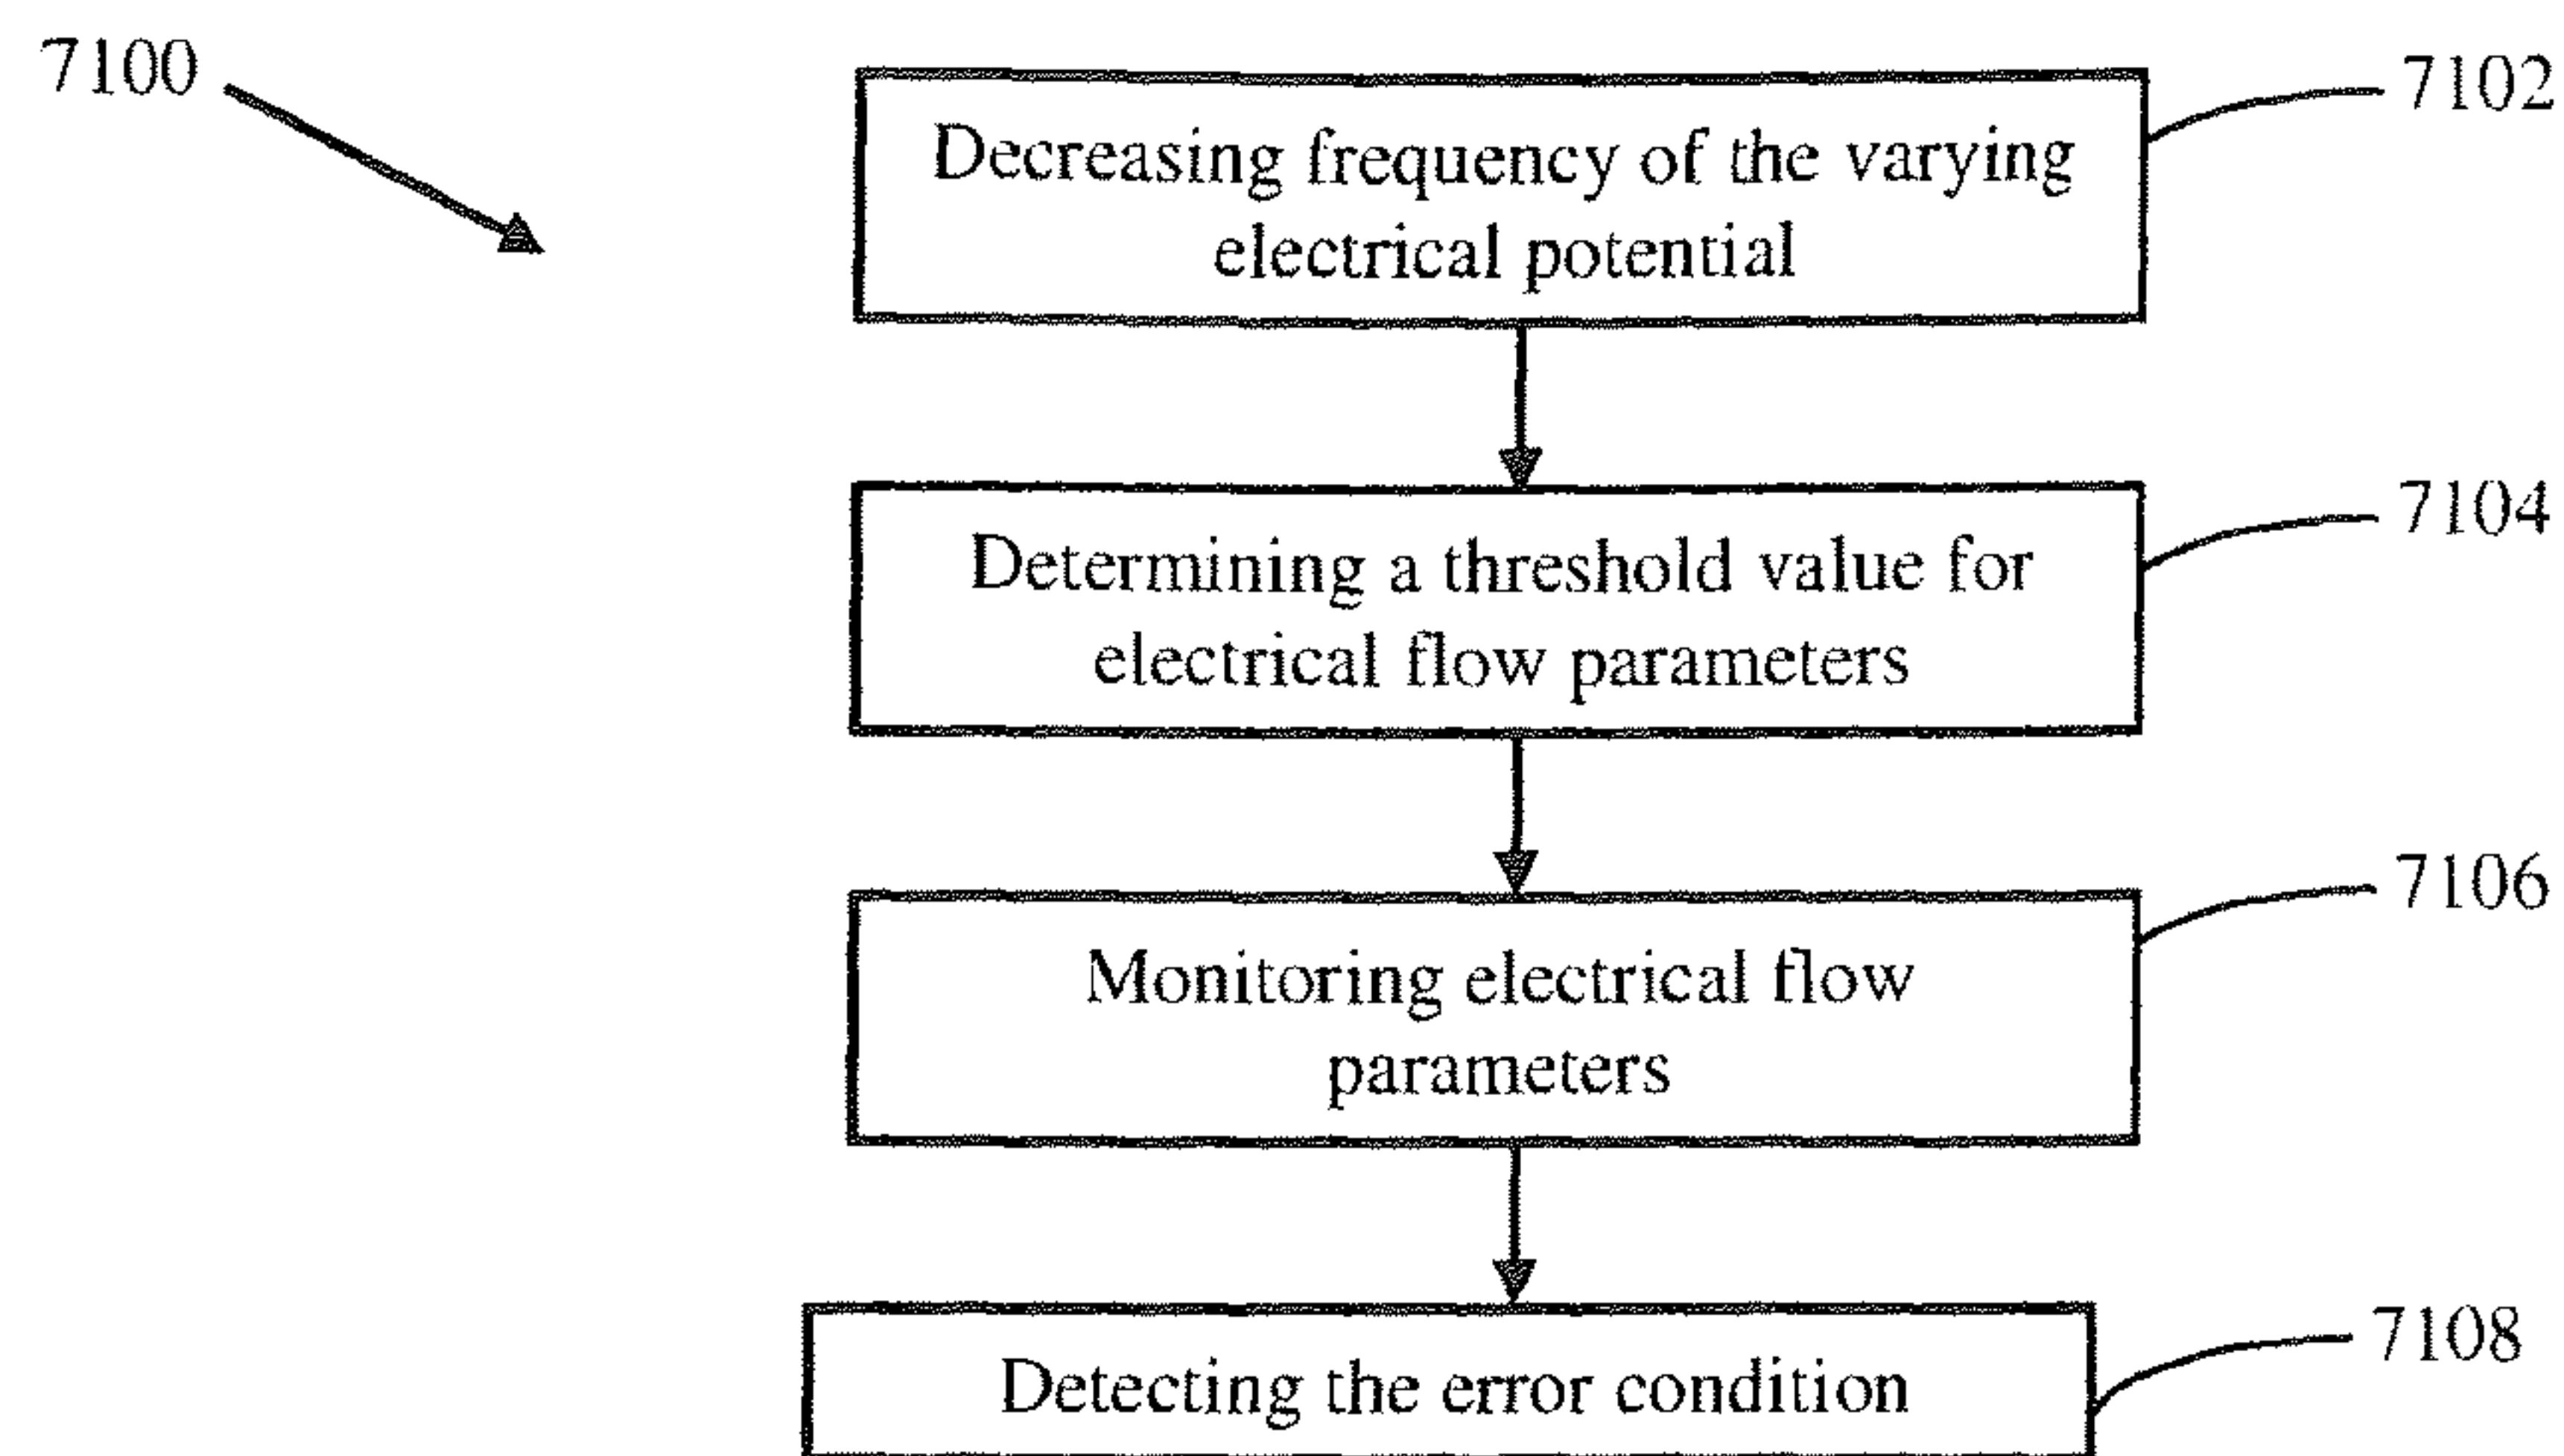 7100
7102
Decreasing frequency of the varying
electrical potential
7104
Determining a threshold value for
electrical flow parameters
7106
Monitoring electrical flow
parameters
7108
Detecting the error condition